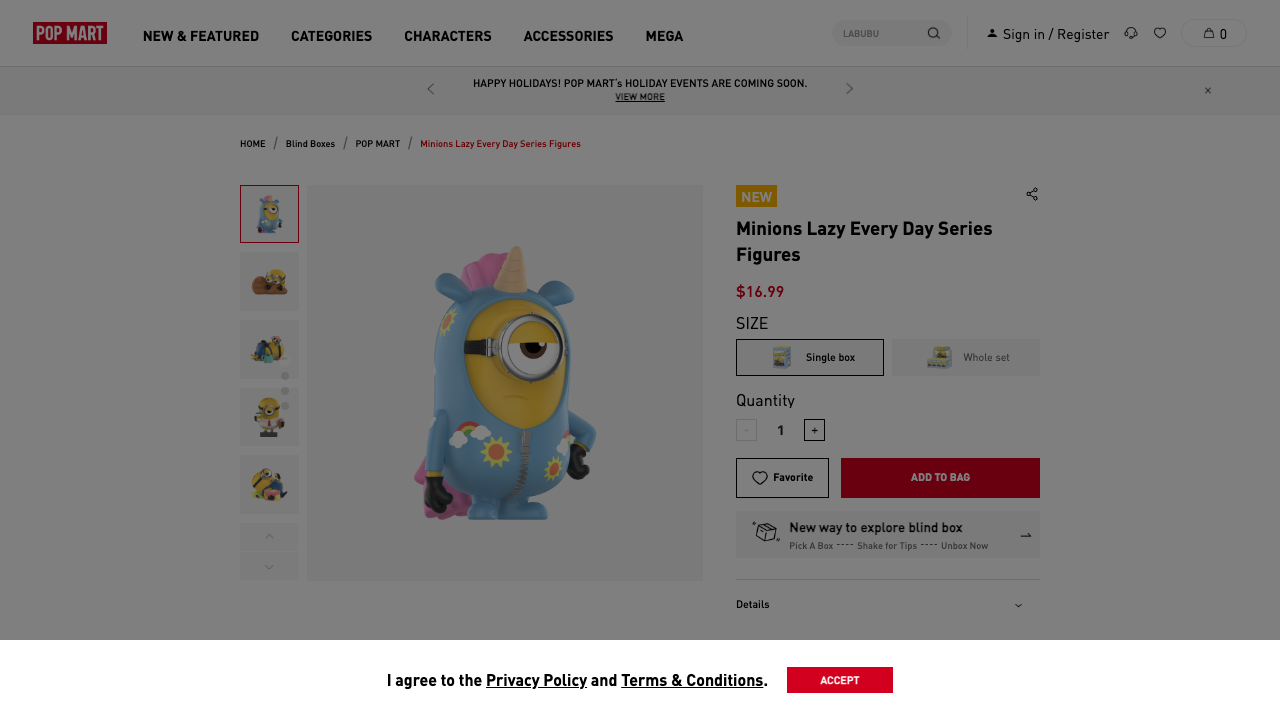 POP MART
NEW & FEATURED
CATEGORIES
CHARACTERS
ACCESSORIES
MEGA
LABUBU
Sign in / Register
0
HAPPY HOLIDAYS! POP MART's HOLIDAY EVENTS ARE COMING SOON.
VIEW MORE
HOME / Blind Boxes / POP MART / Minions Lazy Every Day Series Figures
NEW
Minions Lazy Every Day Series
Figures
$16.99
SIZE
Single box
Whole set
Quantity
- 1 +
Favorite
ADD TO BAG
New way to explore blind box
Pick A Box ---- Shake for Tips ---- Unbox Now
Details
I agree to the Privacy Policy and Terms & Conditions.
ACCEPT